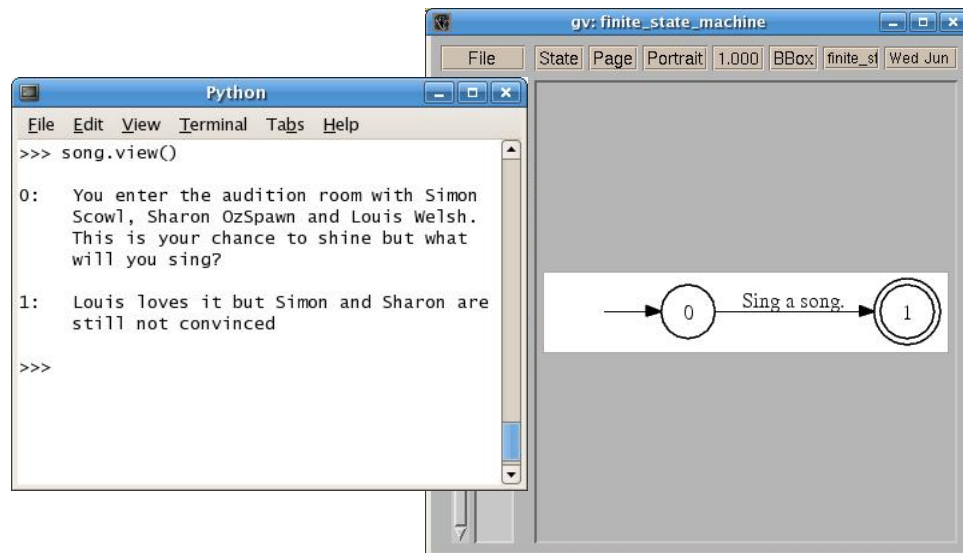 gv: finite_state_machine
File State Page Portrait 1.000 BBox finite_st Wed Jun
Python
File Edit View Terminal Tabs Help
>>> song.view()
0: You enter the audition room with Simon
Scowl, Sharon OzSpawn and Louis Welsh.
This is your chance to shine but what
will you sing?
1: Louis loves it but Simon and Sharon are
still not convinced
>>>
0
Sing a song.
1